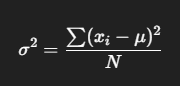 σ² = ∑(xᵢ − μ)² / N